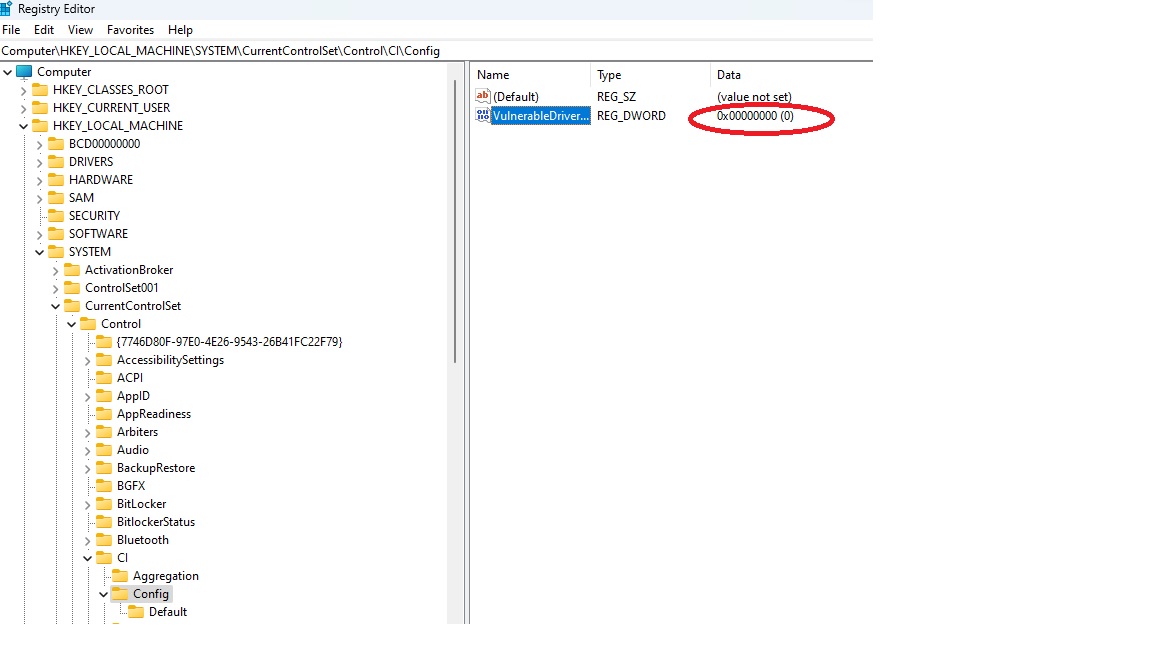 Registry Editor
File Edit View Favorites Help
Computer\HKEY_LOCAL_MACHINE\SYSTEM\CurrentControlSet\Control\CI\Config
Computer
HKEY_CLASSES_ROOT
HKEY_CURRENT_USER
HKEY_LOCAL_MACHINE
BCD00000000
DRIVERS
HARDWARE
SAM
SECURITY
SOFTWARE
SYSTEM
ActivationBroker
ControlSet001
CurrentControlSet
Control
{7746D80F-97E0-4E26-9543-26B41FC22F79}
AccessibilitySettings
ACPI
AppID
AppReadiness
Arbiters
Audio
BackupRestore
BGFX
BitLocker
BitlockerStatus
Bluetooth
CI
Aggregation
Config
Default
Name Type Data
(Default) REG_SZ (value not set)
VulnerableDriver... REG_DWORD 0x00000000 (0)